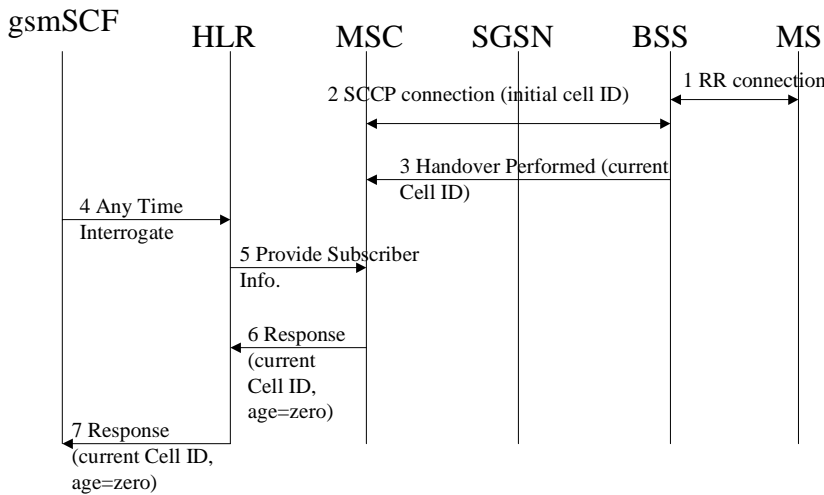 gsmSCF
HLR
MSC
SGSN
BSS
MS
1 RR connection
2 SCCP connection (initial cell ID)
3 Handover Performed (current
Cell ID)
4 Any Time
Interrogate
5 Provide Subscriber
Info.
6 Response
(current
Cell ID,
age=zero)
7 Response
(current Cell ID,
age=zero)